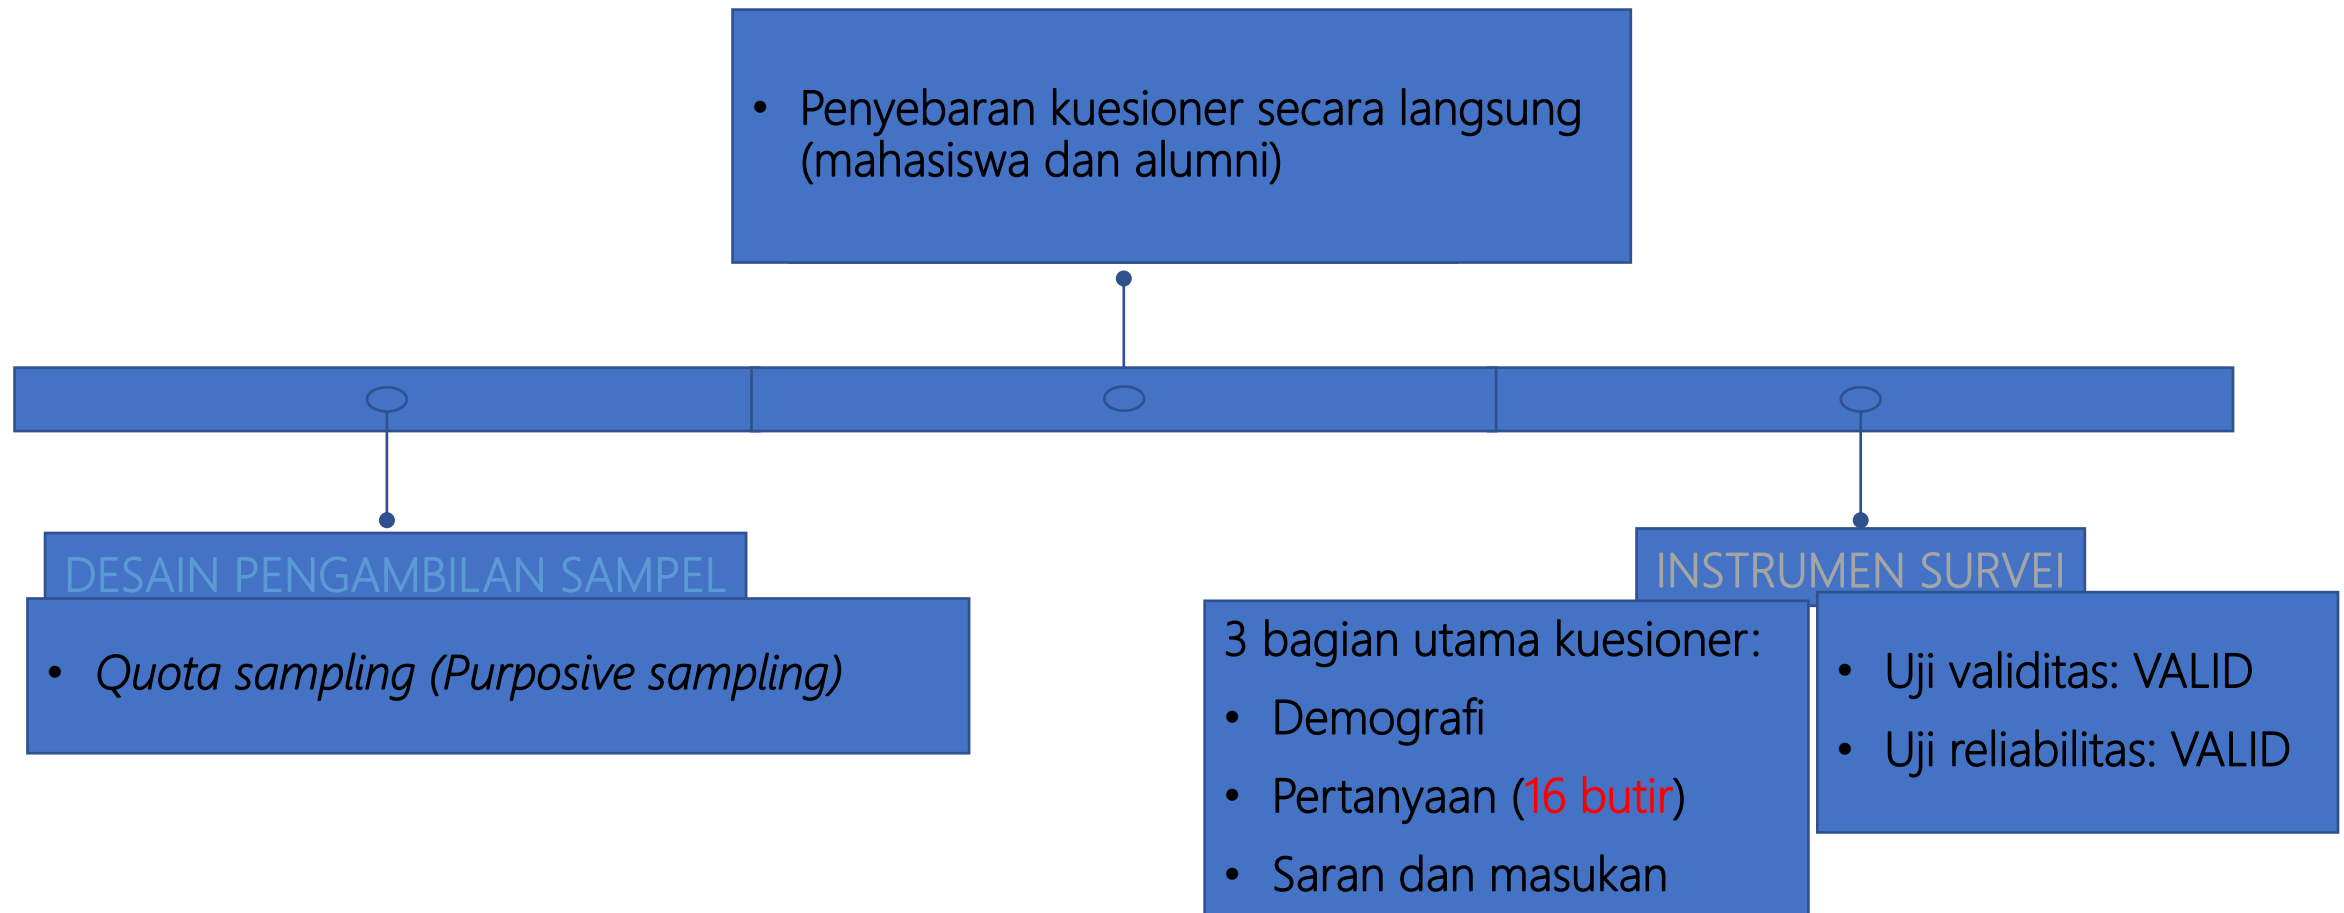 • Penyebaran kuesioner secara langsung
(mahasiswa dan alumni)
DESAIN PENGAMBILAN SAMPEL
• Quota sampling (Purposive sampling)
INSTRUMEN SURVEI
3 bagian utama kuesioner:
• Demografi
• Pertanyaan (16 butir)
• Saran dan masukan
• Uji validitas: VALID
• Uji reliabilitas: VALID